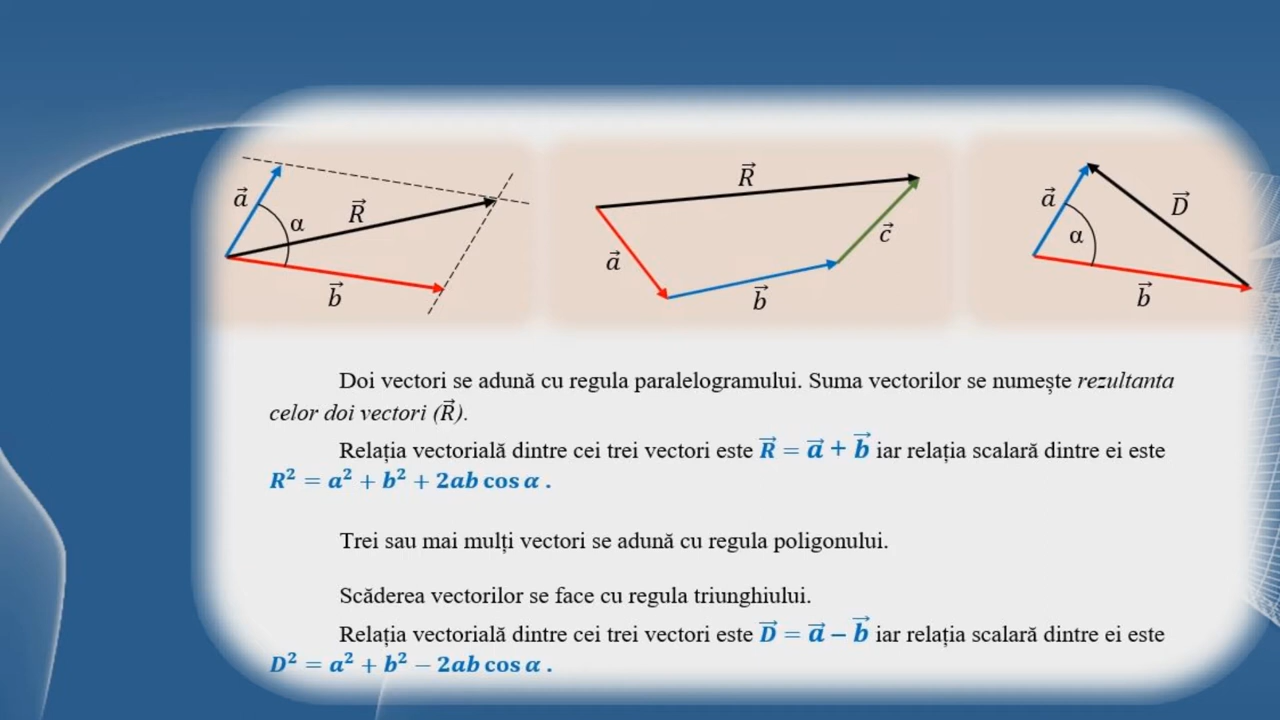 a⃗ α R⃗ b⃗
R⃗ a⃗ b⃗ c⃗
a⃗ α D⃗ b⃗
Doi vectori se adună cu regula paralelogramului. Suma vectorilor se numește rezultanta
celor doi vectori (R⃗).
Relația vectorială dintre cei trei vectori este R⃗ = a⃗ + b⃗ iar relația scalară dintre ei este
R² = a² + b² + 2ab cos α .
Trei sau mai mulți vectori se adună cu regula poligonului.
Scăderea vectorilor se face cu regula triunghiului.
Relația vectorială dintre cei trei vectori este D⃗ = a⃗ − b⃗ iar relația scalară dintre ei este
D² = a² + b² − 2ab cos α .